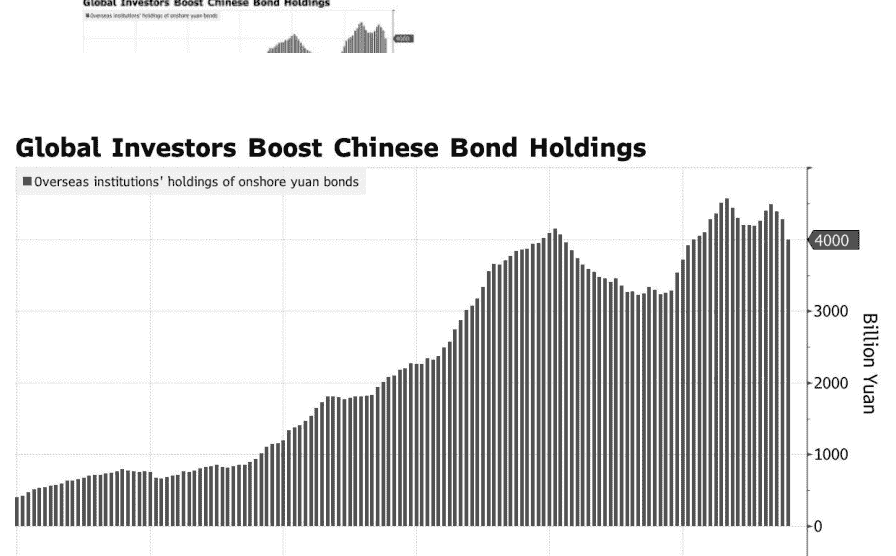 Global Investors Boost Chinese Bond Holdings
Overseas institutions' holdings of onshore yuan bonds
4000
Global Investors Boost Chinese Bond Holdings
Overseas institutions' holdings of onshore yuan bonds
4000
3000
2000
1000
0
Billion Yuan